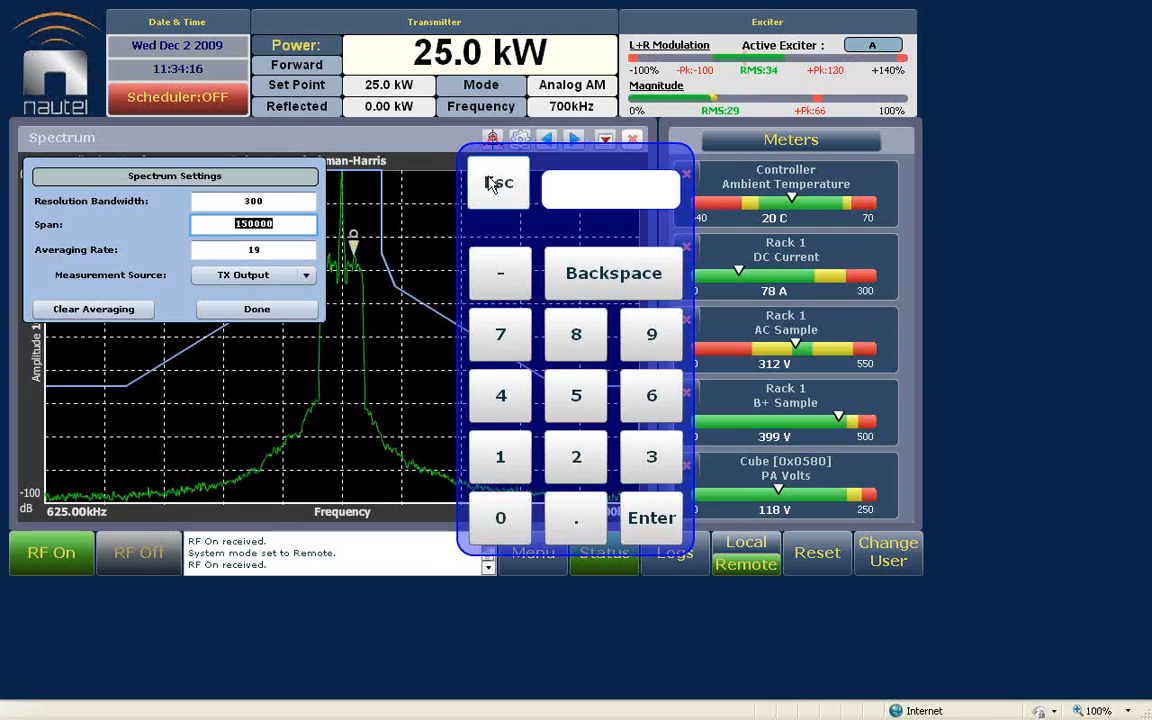 nautel
Date & Time
Wed Dec 2 2009
11:34:16
Scheduler:OFF
Transmitter
Power:
25.0 kW
Forward
Set Point
25.0 kW
Mode
Analog AM
Reflected
0.00 kW
Frequency
700kHz
Exciter
L+R Modulation
Active Exciter :
A
-100%
-Pk:-100
RMS:34
+Pk:130
+140%
Magnitude
0%
RMS:29
+Pk:66
100%
Spectrum
man-Harris
Spectrum Settings
Resolution Bandwidth:
300
Span:
150000
Averaging Rate:
19
Measurement Source:
TX Output
Clear Averaging
Done
-100
dB
625.00kHz
Frequency
Esc
-
Backspace
7
8
9
4
5
6
1
2
3
0
.
Enter
Meters
Controller
Ambient Temperature
-40
20 C
70
Rack 1
DC Current
78 A
300
Rack 1
AC Sample
312 V
550
Rack 1
B+ Sample
399 V
500
Cube [0x0580]
PA Volts
118 V
250
RF On
RF Off
RF On received.
System mode set to Remote.
RF On received.
Menu
Status
Logs
Local
Remote
Reset
Change
User
Internet
100%